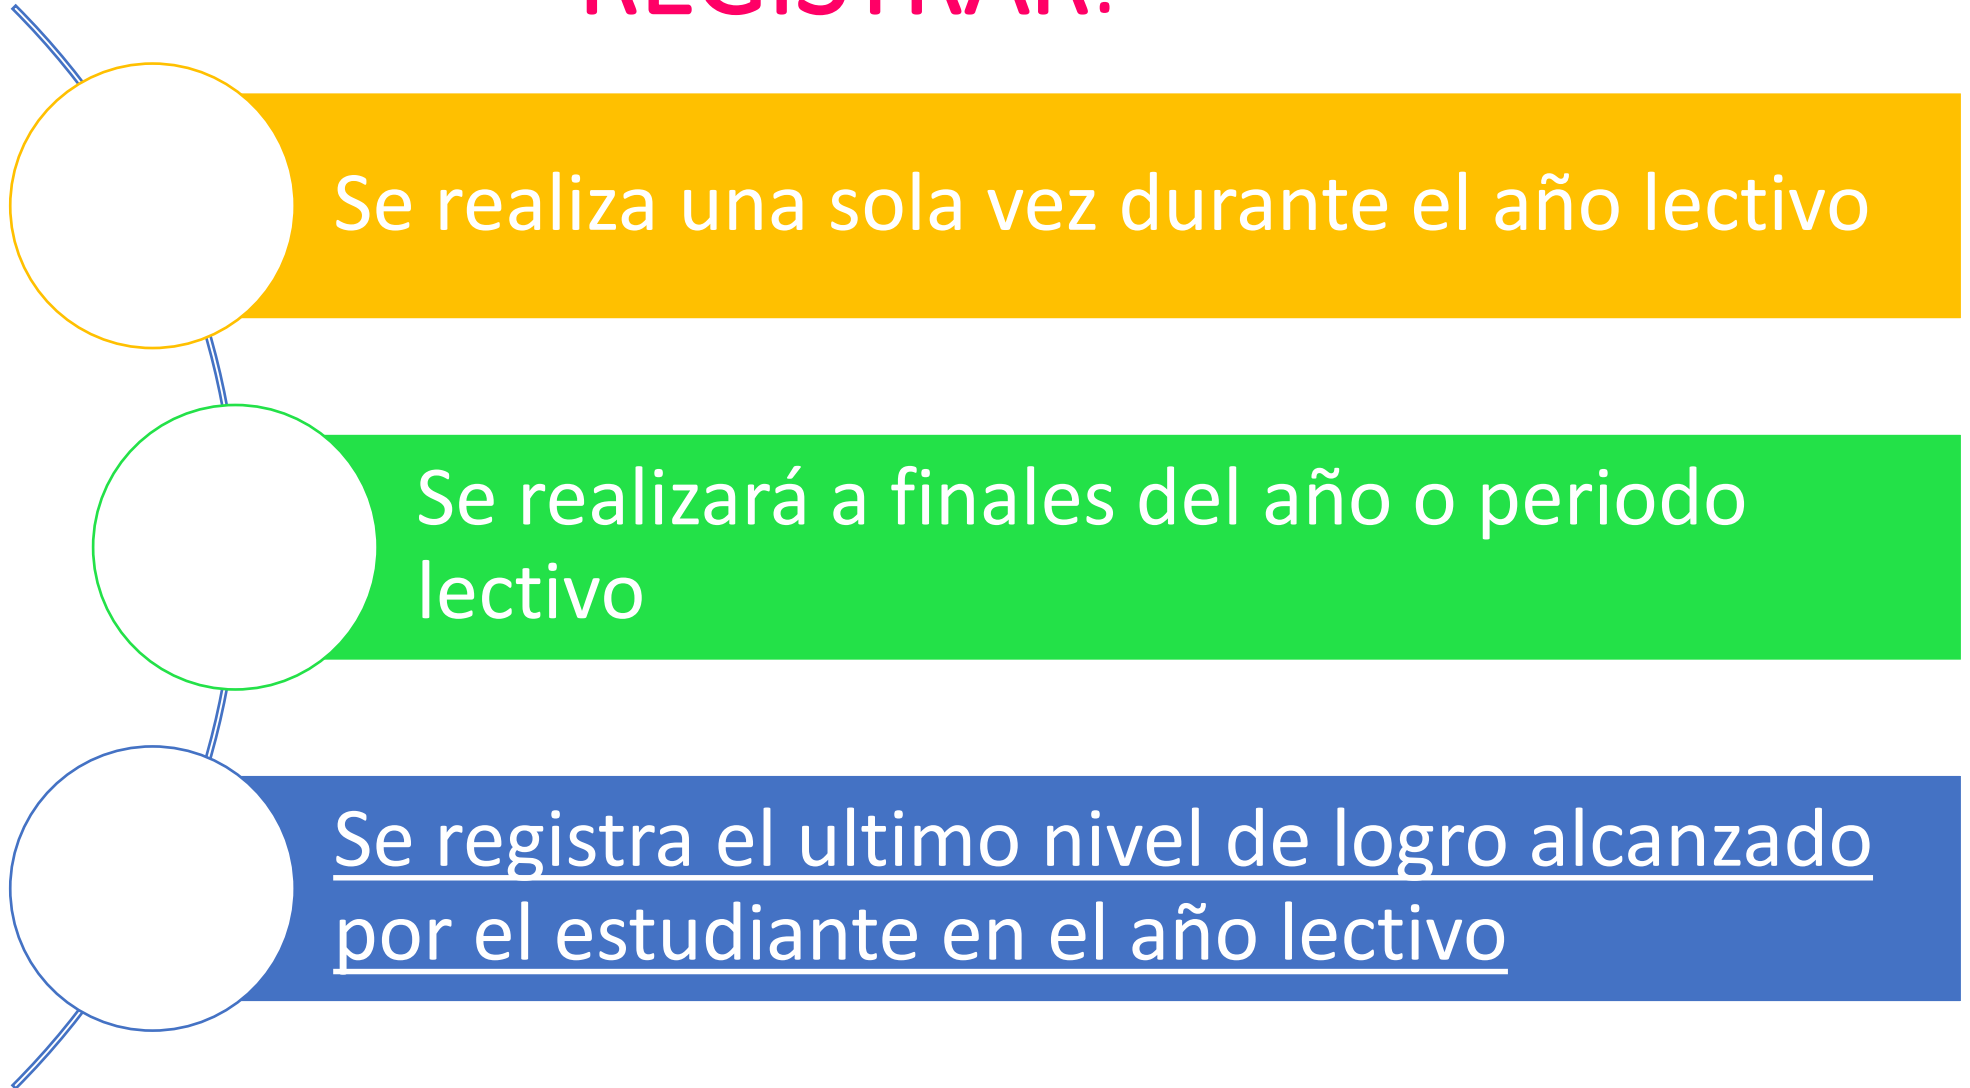 REGISTRAR:
Se realiza una sola vez durante el año lectivo
Se realizará a finales del año o periodo
lectivo
Se registra el ultimo nivel de logro alcanzado
por el estudiante en el año lectivo